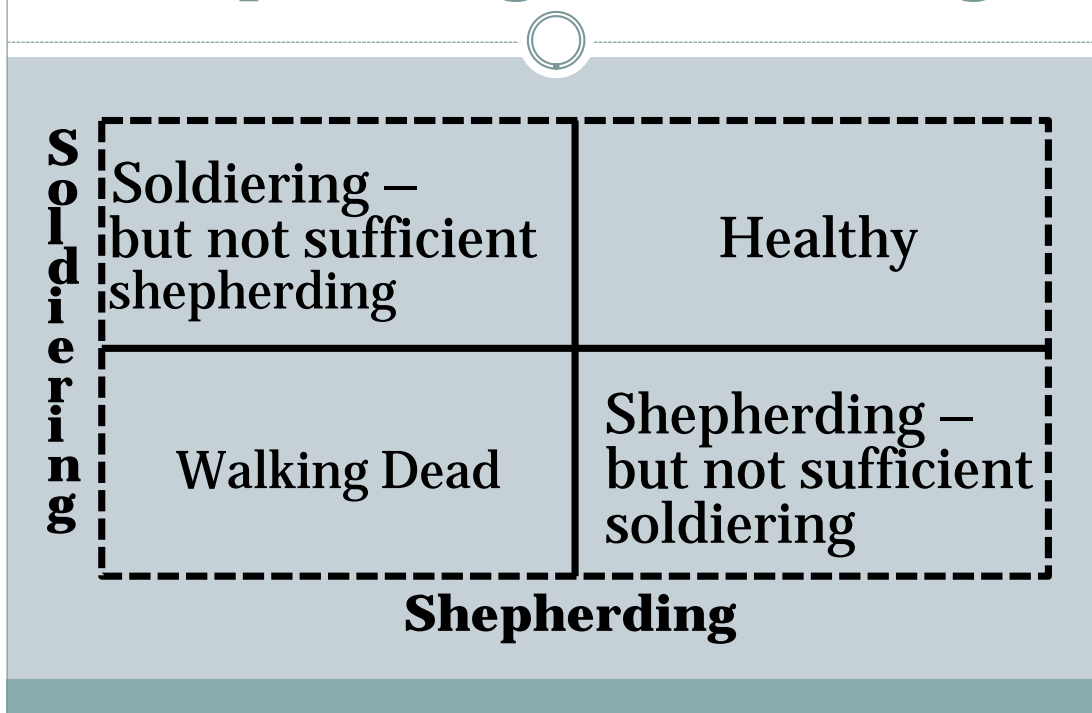 Soldiering
Soldiering –
but not sufficient
shepherding
Healthy
Walking Dead
Shepherding –
but not sufficient
soldiering
Shepherding